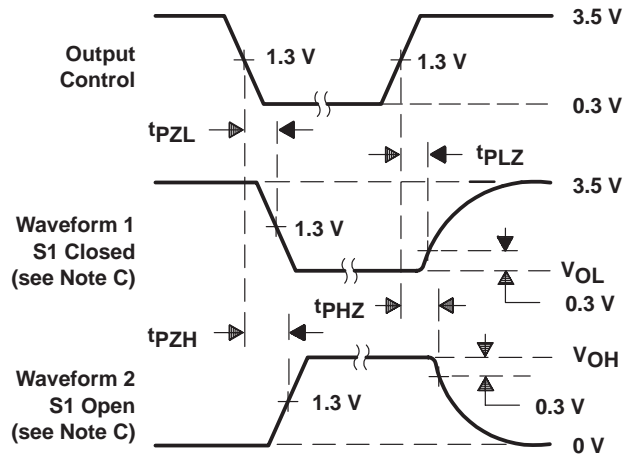 3.5 V
Output
Control
1.3 V
1.3 V
0.3 V
tPZL
tPLZ
3.5 V
Waveform 1
S1 Closed
(see Note C)
1.3 V
VOL
0.3 V
tPHZ
tPZH
VOH
Waveform 2
S1 Open
(see Note C)
1.3 V
0.3 V
0 V